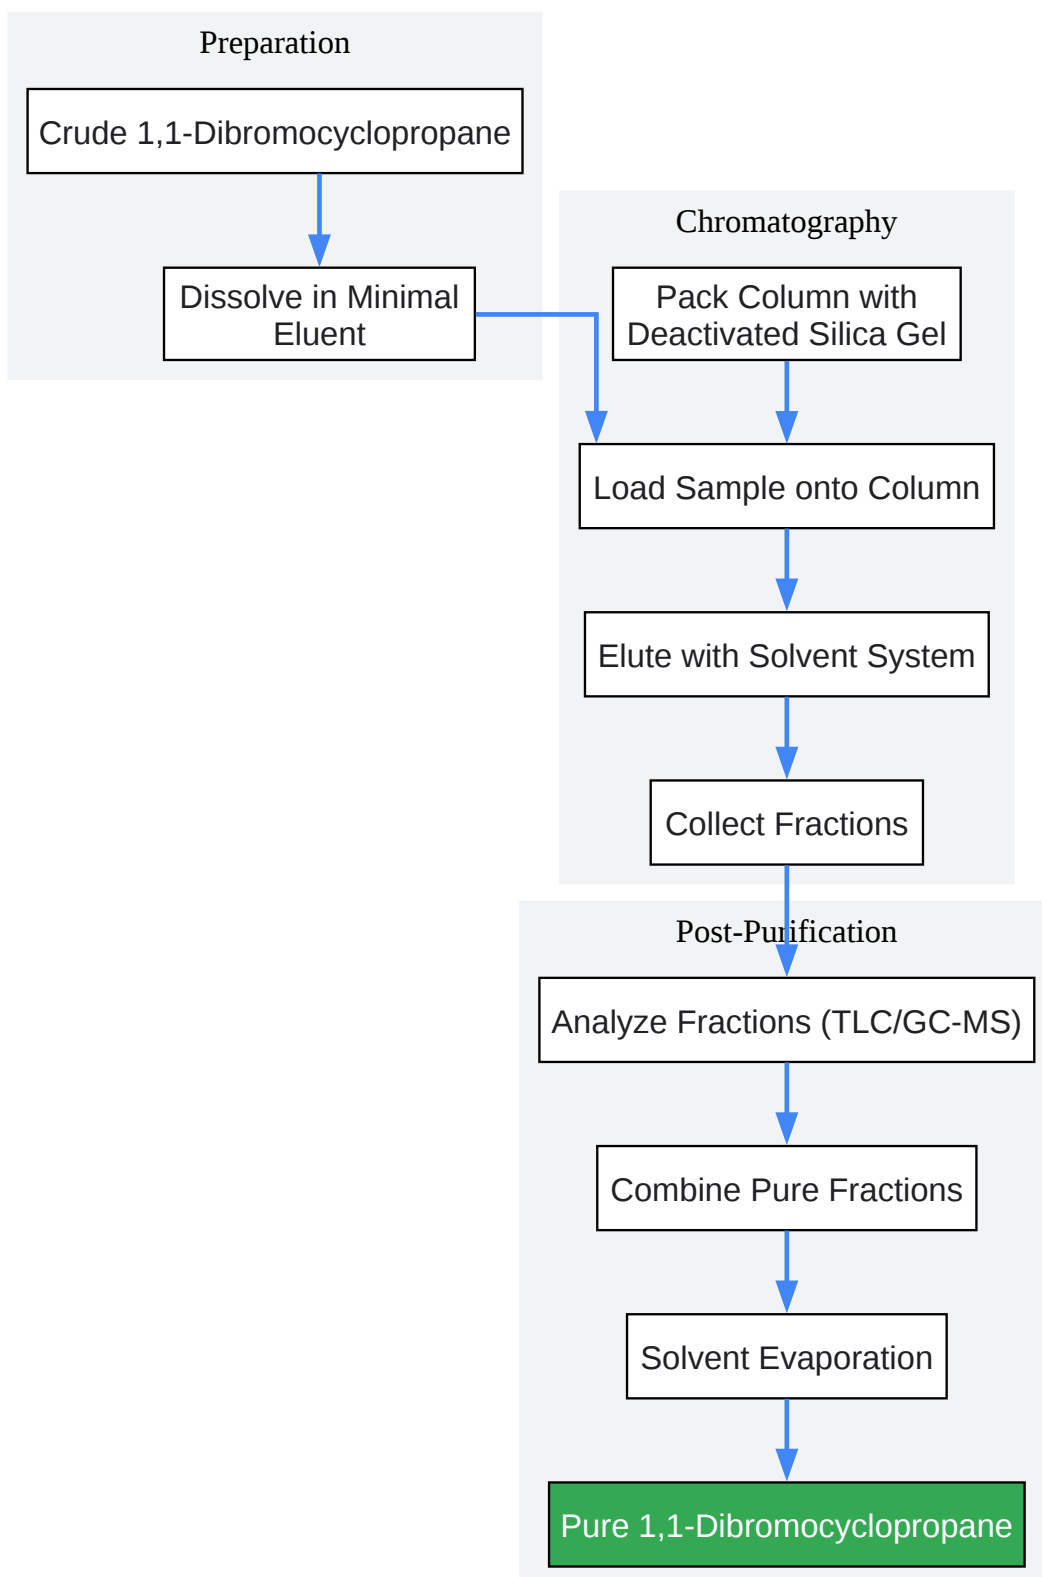 Preparation
Crude 1,1-Dibromocyclopropane
Dissolve in Minimal
Eluent
Chromatography
Pack Column with
Deactivated Silica Gel
Load Sample onto Column
Elute with Solvent System
Collect Fractions
Post-Purification
Analyze Fractions (TLC/GC-MS)
Combine Pure Fractions
Solvent Evaporation
Pure 1,1-Dibromocyclopropane